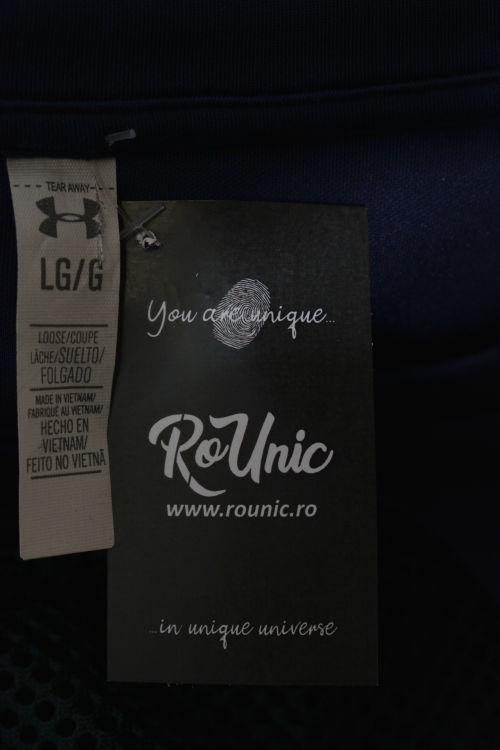 TEAR AWAY
LG/G
LOOSE/COUPE
LÂCHE/SUELTO/
FOLGADO
MADE IN VIETNAM/
FABRIQUÉ AU VIETNAM/
HECHO EN
VIETNAM/
FEITO NO VIETNÃ
You are unique...
RoUnic
www.rounic.ro
...in unique universe